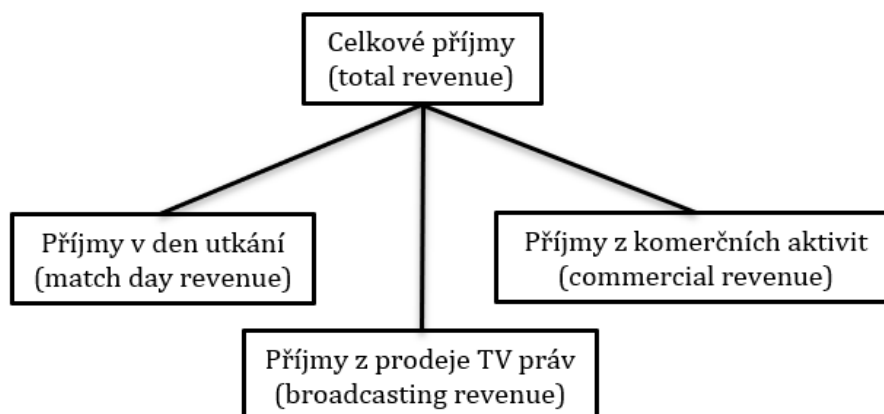 Celkové příjmy
(total revenue)
Příjmy v den utkání
(match day revenue)
Příjmy z komerčních aktivit
(commercial revenue)
Příjmy z prodeje TV práv
(broadcasting revenue)